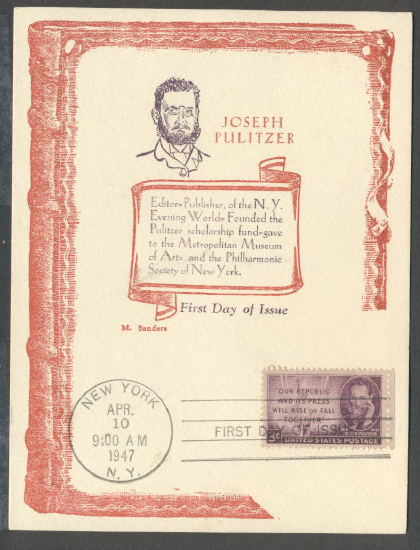 JOSEPH
PULITZER
Editor=Publisher, of the N. Y.
Evening World= Founded the
Pulitzer scholarship fund=gave
to the Metropolitan Museum
of Art= and the Philharmonic
Society of New York.
First Day of Issue
M. Sanders
"OUR REPUBLIC
AND ITS PRESS
WILL RISE OR FALL
TOGETHER"
FIRST DAY OF ISSUE
3¢ UNITED STATES POSTAGE
NEW YORK
APR.
10
9:00 AM
1947
N. Y.